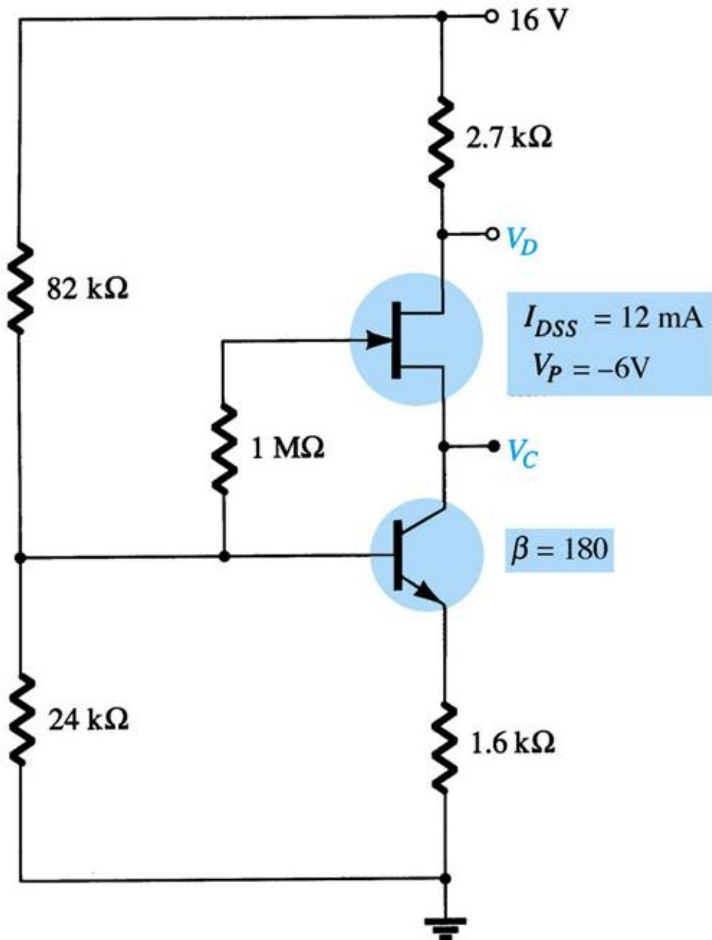 16 V
2.7 kΩ
V_D
82 kΩ
I_DSS = 12 mA
V_P = –6V
1 MΩ
V_C
β = 180
24 kΩ
1.6 kΩ